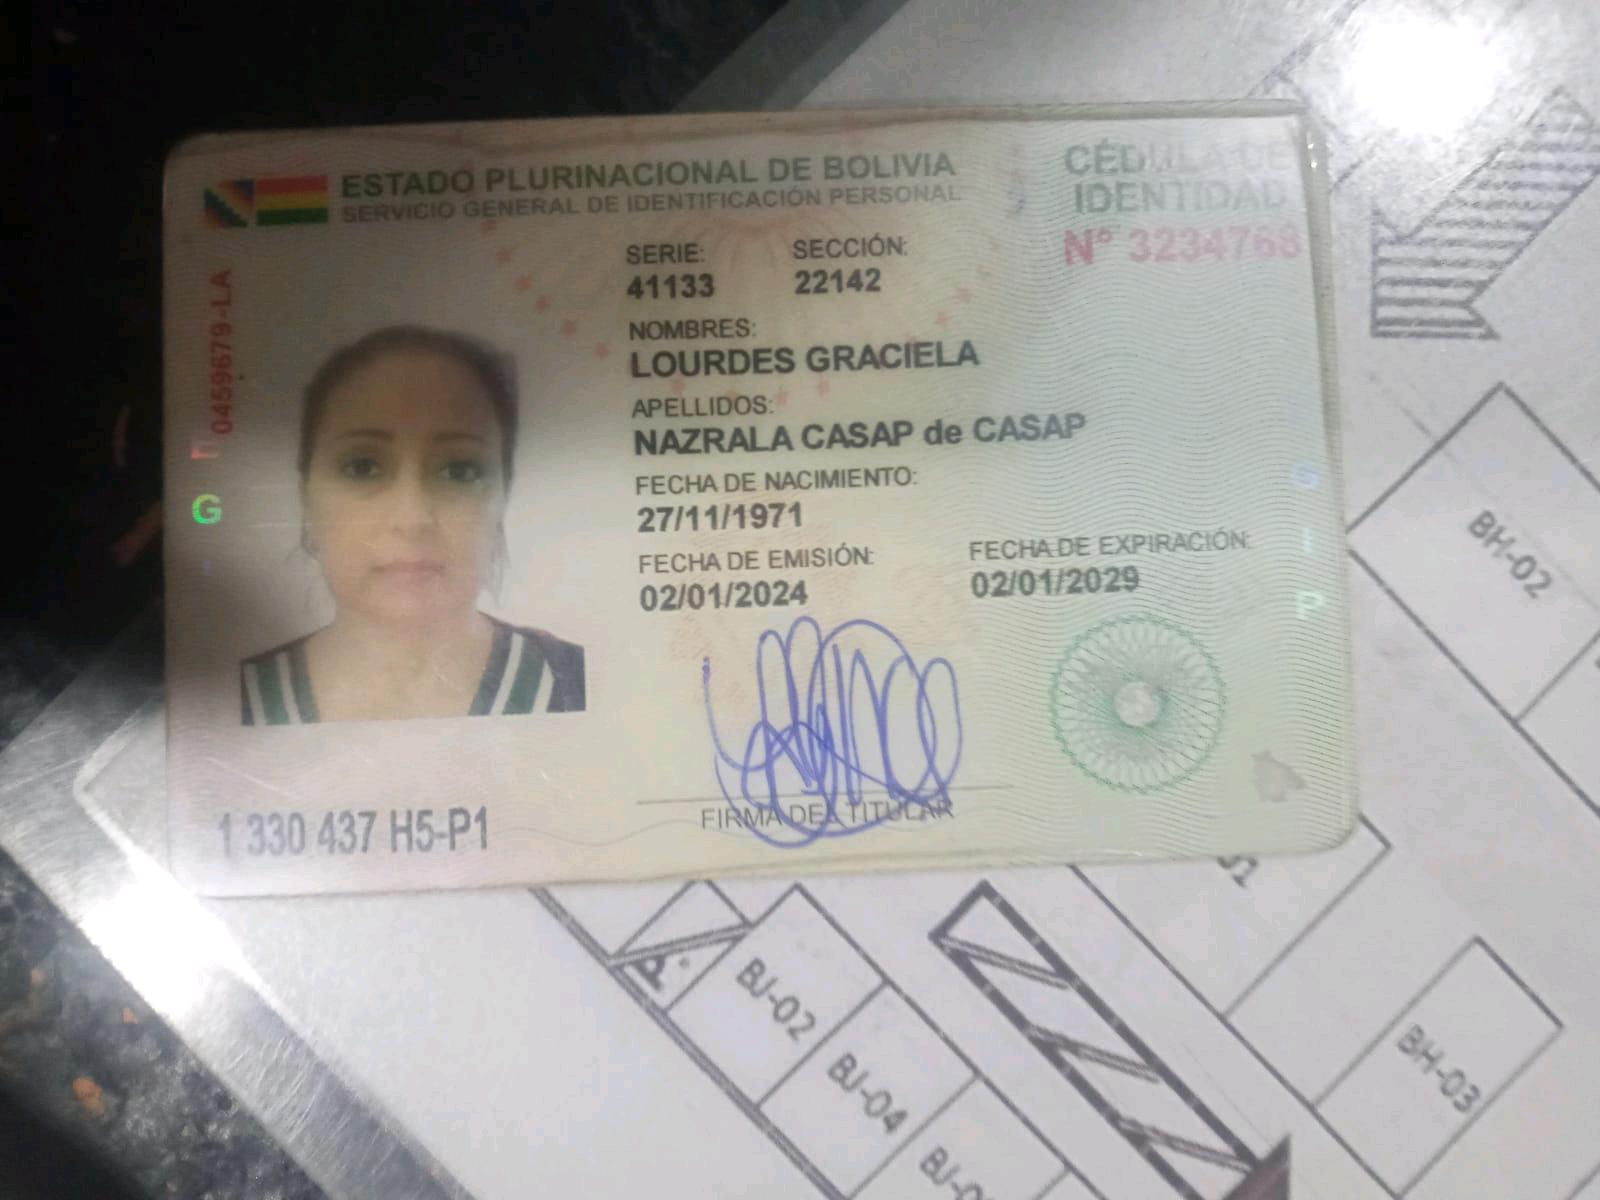 ESTADO PLURINACIONAL DE BOLIVIA
SERVICIO GENERAL DE IDENTIFICACIÓN PERSONAL
CÉDULA DE
IDENTIDAD
N° 3234768
SERIE: SECCIÓN:
41133 22142
NOMBRES:
LOURDES GRACIELA
APELLIDOS:
NAZRALA CASAP de CASAP
FECHA DE NACIMIENTO:
27/11/1971
FECHA DE EMISIÓN: FECHA DE EXPIRACIÓN:
02/01/2024 02/01/2029
FIRMA DEL TITULAR
0459679-LA
G
S
I
P
1 330 437 H5-P1
BH-02
BJ-02
BJ-04
BH-03